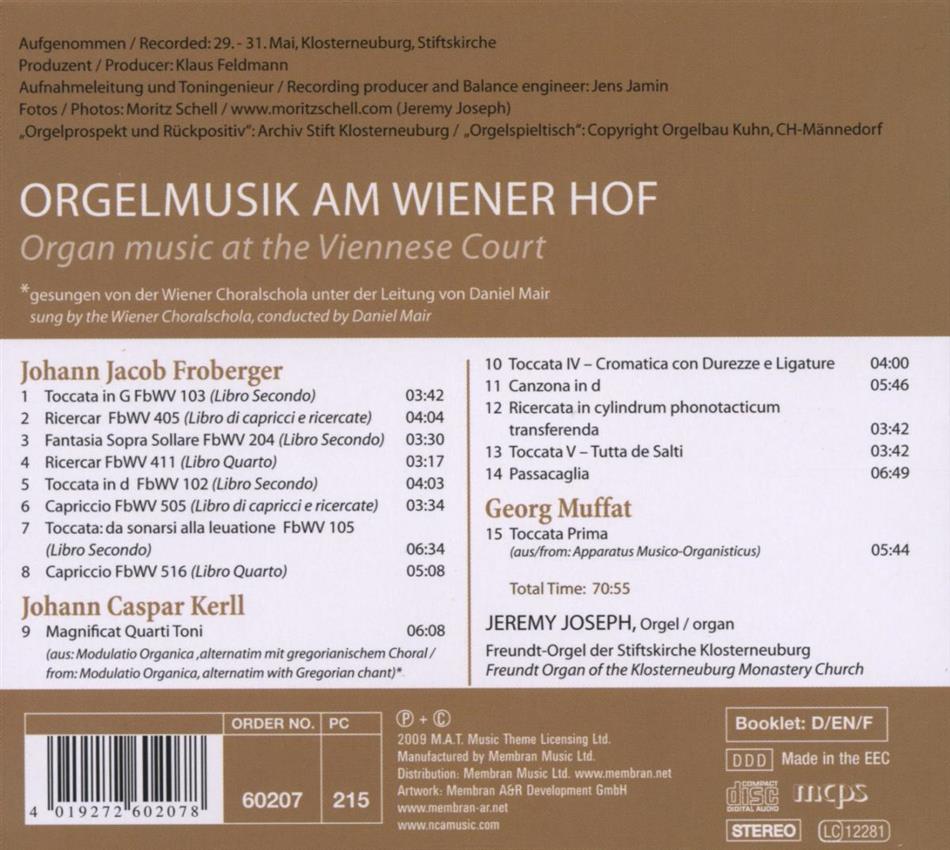 Aufgenommen / Recorded: 29. - 31. Mai, Klosterneuburg, Stiftskirche
Produzent / Producer: Klaus Feldmann
Aufnahmeleitung und Toningenieur / Recording producer and Balance engineer: Jens Jamin
Fotos / Photos: Moritz Schell / www.moritzschell.com (Jeremy Joseph)
„Orgelprospekt und Rückpositiv“: Archiv Stift Klosterneuburg / „Orgelspieltisch“: Copyright Orgelbau Kuhn, CH-Männedorf
ORGELMUSIK AM WIENER HOF
Organ music at the Viennese Court
*gesungen von der Wiener Choralschola unter der Leitung von Daniel Mair
sung by the Wiener Choralschola, conducted by Daniel Mair
Johann Jacob Froberger
1 Toccata in G FbWV 103 (Libro Secondo) 03:42
2 Ricercar FbWV 405 (Libro di capricci e ricercate) 04:04
3 Fantasia Sopra Sollare FbWV 204 (Libro Secondo) 03:30
4 Ricercar FbWV 411 (Libro Quarto) 03:17
5 Toccata in d FbWV 102 (Libro Secondo) 04:03
6 Capriccio FbWV 505 (Libro di capricci e ricercate) 03:34
7 Toccata: da sonarsi alla leuatione FbWV 105
(Libro Secondo) 06:34
8 Capriccio FbWV 516 (Libro Quarto) 05:08
Johann Caspar Kerll
9 Magnificat Quarti Toni 06:08
(aus: Modulatio Organica ,alternatim mit gregorianischem Choral /
from: Modulatio Organica, alternatim with Gregorian chant)*
10 Toccata IV – Cromatica con Durezze e Ligature 04:00
11 Canzona in d 05:46
12 Ricercata in cylindrum phonotacticum
transferenda 03:42
13 Toccata V – Tutta de Salti 03:42
14 Passacaglia 06:49
Georg Muffat
15 Toccata Prima
(aus/from: Apparatus Musico-Organisticus) 05:44
Total Time: 70:55
JEREMY JOSEPH, Orgel / organ
Freundt-Orgel der Stiftskirche Klosterneuburg
Freundt Organ of the Klosterneuburg Monastery Church
4 019272 602078
ORDER NO. PC
60207 215
Ⓟ + ©
2009 M.A.T. Music Theme Licensing Ltd.
Manufactured by Membran Music Ltd.
Distribution: Membran Music Ltd. www.membran.net
Artwork: Membran A&R Development GmbH
www.membran-ar.net
www.ncamusic.com
Booklet: D/EN/F
DDD Made in the EEC
COMPACT disc DIGITAL AUDIO mcps
STEREO LC 12281